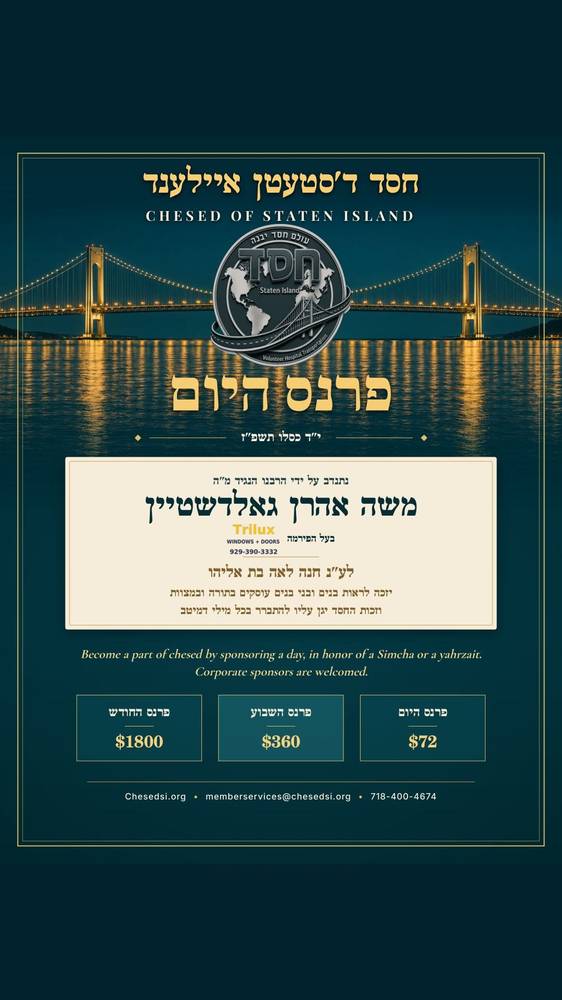 חסד ד'סטעטן איילענד
CHESED OF STATEN ISLAND
עולם חסד יבנה
חסד
Staten Island
Volunteer Hospital Transportation
פרנס היום
י"ד כסלו תשפ"ז
נתנדב על ידי הרבנו הנגיד מ"ה
משה אהרן גאלדשטיין
בעל הפירמה
Trilux
WINDOWS + DOORS
929-390-3332
לע"נ חנה לאה בת אליהו
יזכה לראות בנים ובני בנים עוסקים בתורה ובמצוות
וזכות החסד יגן עליו להתברר בכל מילי דמיטב
Become a part of chesed by sponsoring a day, in honor of a Simcha or a yahrzait.
Corporate sponsors are welcomed.
פרנס היום
$72
פרנס השבוע
$360
פרנס החודש
$1800
Chesedsi.org • memberservices@chesedsi.org • 718-400-4674